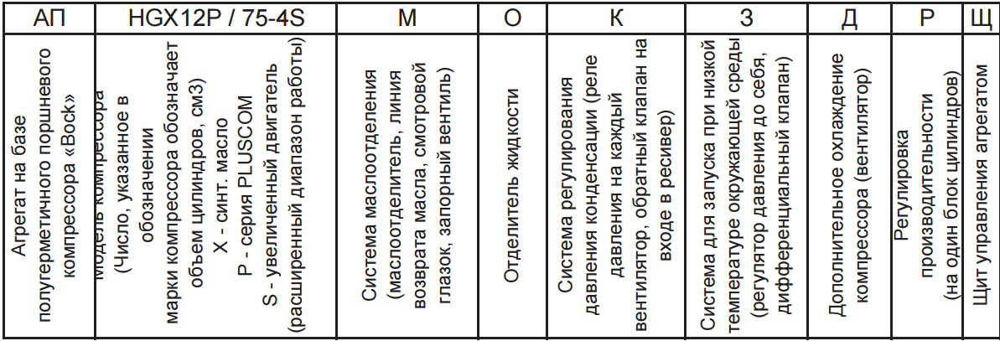 АП
HGX12P / 75-4S
М
О
К
З
Д
Р
Щ
Агрегат на базе
полугерметичного поршневого
компрессора «Bock»
Модель компрессора
(Число, указанное в
обозначении
марки компрессора обозначает
объем цилиндров, см3)
X - синт. масло
P - серия PLUSCOM
S - увеличенный двигатель
(расширенный диапазон работы)
Система маслоотделения
(маслоотделитель, линия
возврата масла, смотровой
глазок, запорный вентиль)
Отделитель жидкости
Система регулирования
давления конденсации (реле
давления на каждый
вентилятор, обратный клапан на
входе в ресивер)
Система для запуска при низкой
температуре окружающей среды
(регулятор давления до себя,
дифференциальный клапан)
Дополнительное охлаждение
компрессора (вентилятор)
Регулировка
производительности
(на один блок цилиндров)
Щит управления агрегатом